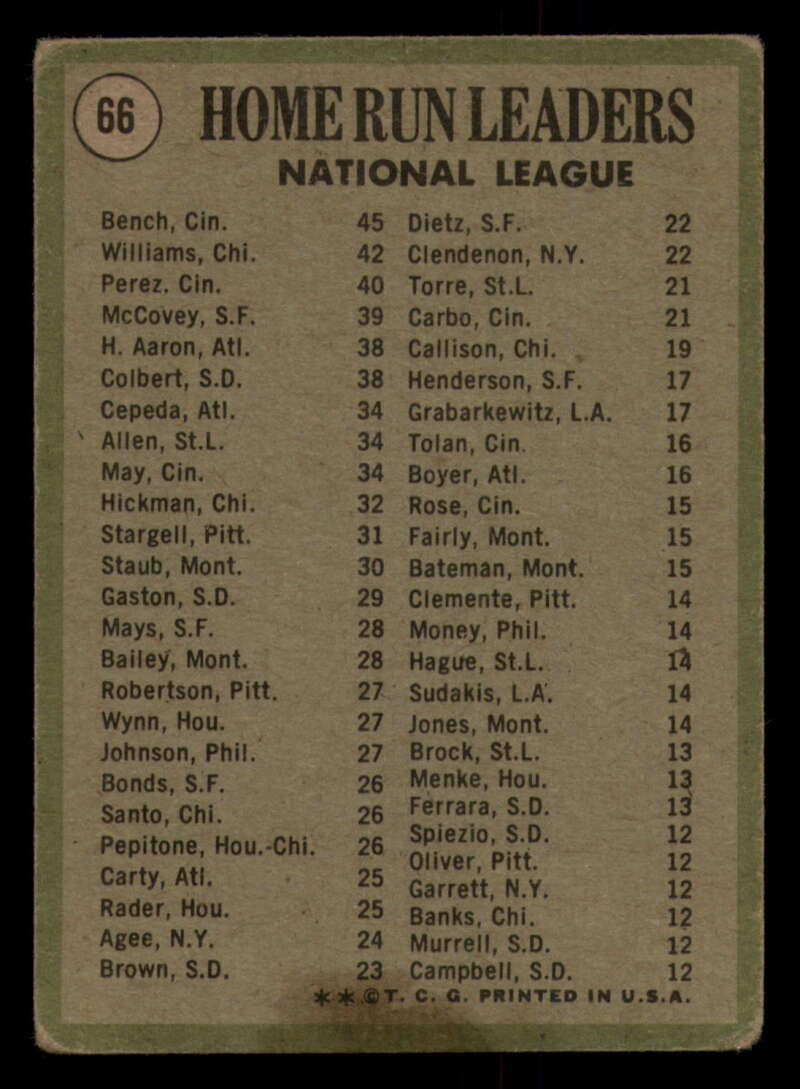 66
HOME RUN LEADERS
NATIONAL LEAGUE
Bench, Cin. 45
Williams, Chi. 42
Perez. Cin. 40
McCovey, S.F. 39
H. Aaron, Atl. 38
Colbert, S.D. 38
Cepeda, Atl. 34
Allen, St.L. 34
May, Cin. 34
Hickman, Chi. 32
Stargell, Pitt. 31
Staub, Mont. 30
Gaston, S.D. 29
Mays, S.F. 28
Bailey, Mont. 28
Robertson, Pitt. 27
Wynn, Hou. 27
Johnson, Phil. 27
Bonds, S.F. 26
Santo, Chi. 26
Pepitone, Hou.-Chi. 26
Carty, Atl. 25
Rader, Hou. 25
Agee, N.Y. 24
Brown, S.D. 23
Dietz, S.F. 22
Clendenon, N.Y. 22
Torre, St.L. 21
Carbo, Cin. 21
Callison, Chi. 19
Henderson, S.F. 17
Grabarkewitz, L.A. 17
Tolan, Cin. 16
Boyer, Atl. 16
Rose, Cin. 15
Fairly, Mont. 15
Bateman, Mont. 15
Clemente, Pitt. 14
Money, Phil. 14
Hague, St.L. 14
Sudakis, L.A. 14
Jones, Mont. 14
Brock, St.L. 13
Menke, Hou. 13
Ferrara, S.D. 13
Spiezio, S.D. 12
Oliver, Pitt. 12
Garrett, N.Y. 12
Banks, Chi. 12
Murrell, S.D. 12
Campbell, S.D. 12
**©T. C. G. PRINTED IN U.S.A.